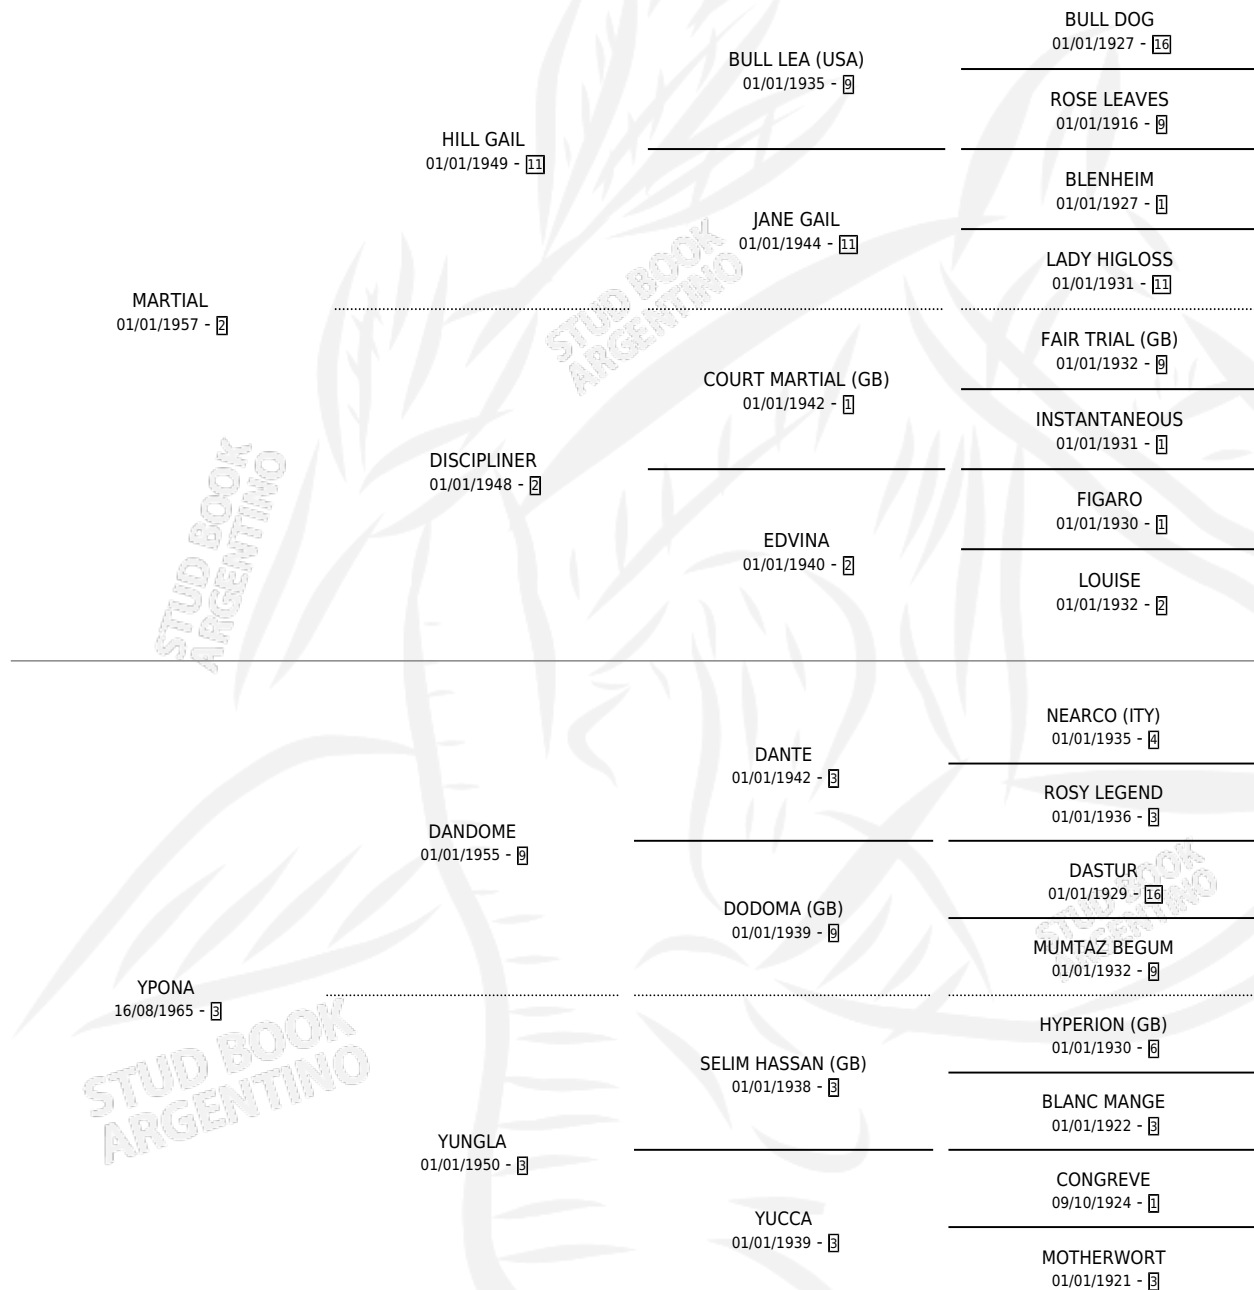 BULL DOG
01/01/1927 - 16
BULL LEA (USA)
01/01/1935 - 9
ROSE LEAVES
01/01/1916 - 9
HILL GAIL
01/01/1949 - 11
BLENHEIM
01/01/1927 - 1
JANE GAIL
01/01/1944 - 11
LADY HIGLOSS
01/01/1931 - 11
MARTIAL
01/01/1957 - 2
STUD BOOK
ARGENTINO
FAIR TRIAL (GB)
01/01/1932 - 9
COURT MARTIAL (GB)
01/01/1942 - 1
INSTANTANEOUS
01/01/1931 - 1
DISCIPLINER
01/01/1948 - 2
FIGARO
01/01/1930 - 1
EDVINA
01/01/1940 - 2
LOUISE
01/01/1932 - 2
STUD BOOK
ARGENTINO
NEARCO (ITY)
01/01/1935 - 4
DANTE
01/01/1942 - 3
ROSY LEGEND
01/01/1936 - 3
DANDOME
01/01/1955 - 9
DASTUR
01/01/1929 - 16
DODOMA (GB)
01/01/1939 - 9
MUMTAZ BEGUM
01/01/1932 - 9
STUD BOOK
ARGENTINO
YPONA
16/08/1965 - 3
HYPERION (GB)
01/01/1930 - 6
SELIM HASSAN (GB)
01/01/1938 - 3
BLANC MANGE
01/01/1922 - 3
STUD BOOK
ARGENTINO
YUNGLA
01/01/1950 - 3
CONGREVE
09/10/1924 - 1
YUCCA
01/01/1939 - 3
MOTHERWORT
01/01/1921 - 3